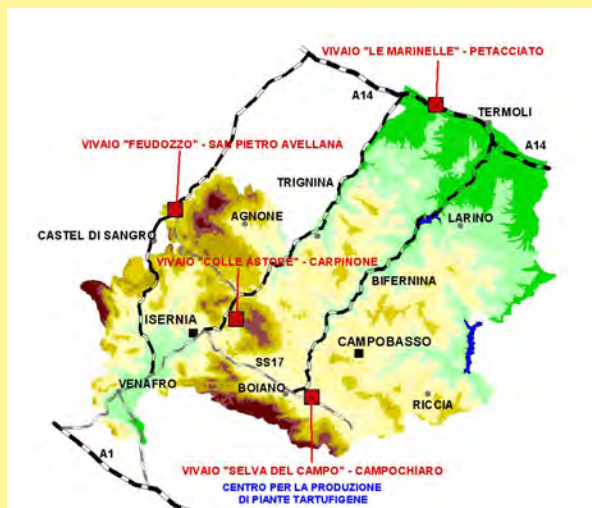 VIVAIO "LE MARINELLE" - PETACCIATO
A14
TERMOLI
VIVAIO "FEUDOZZO" - SAN PIETRO AVELLANA
A14
TRIGNINA
AGNONE
LARINO
CASTEL DI SANGRO
VIVAIO "COLLE ASTORE" - CARPINONE
BIFERNINA
ISERNIA
CAMPOBASSO
SS17
VENAFRO
BOIANO
RICCIA
A1
VIVAIO "SELVA DEL CAMPO" - CAMPOCHIARO
CENTRO PER LA PRODUZIONE
DI PIANTE TARTUFIGENE